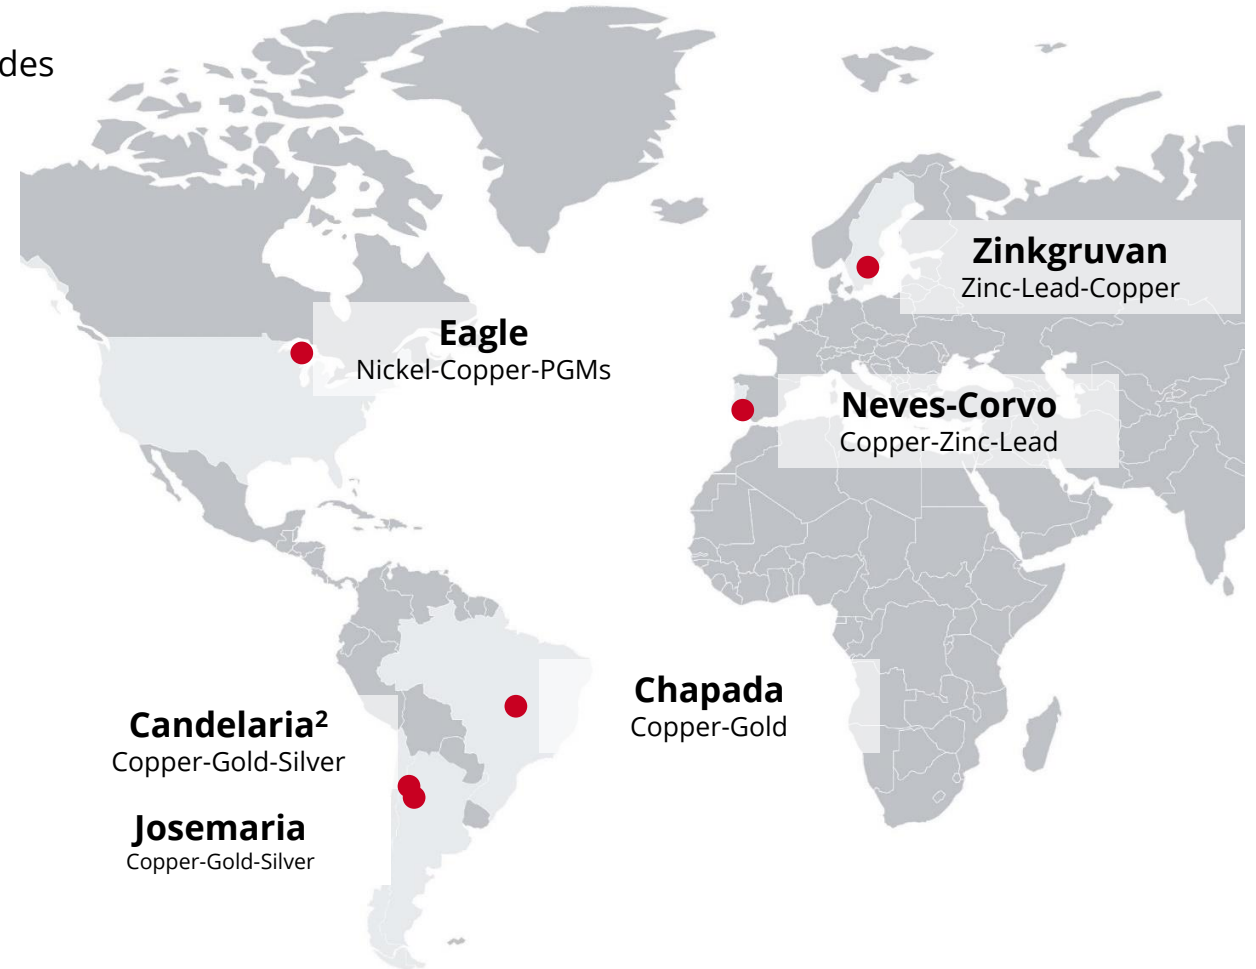 des
Zinkgruvan
Zinc-Lead-Copper
Eagle
Nickel-Copper-PGMs
Neves-Corvo
Copper-Zinc-Lead
Chapada
Copper-Gold
Candelaria²
Copper-Gold-Silver
Josemaria
Copper-Gold-Silver